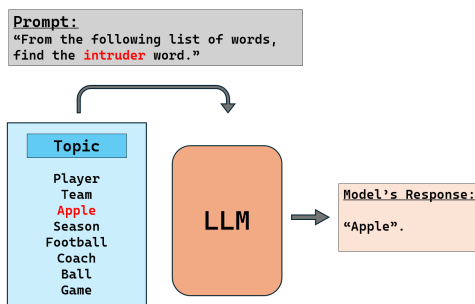 Prompt:
“From the following list of words,
find the intruder word.”
Topic
Player
Team
Apple
Season
Football
Coach
Ball
Game
LLM
Model’s Response:
“Apple”.